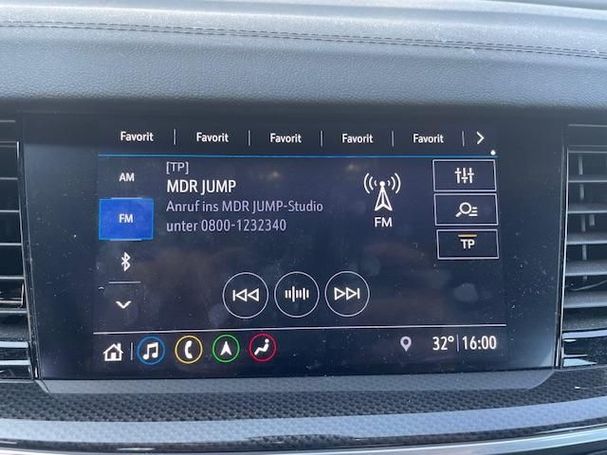 Favorit Favorit Favorit Favorit Favorit
AM
[TP]
MDR JUMP
FM
Anruf ins MDR JUMP-Studio
unter 0800-1232340
FM
TP
32° 16:00